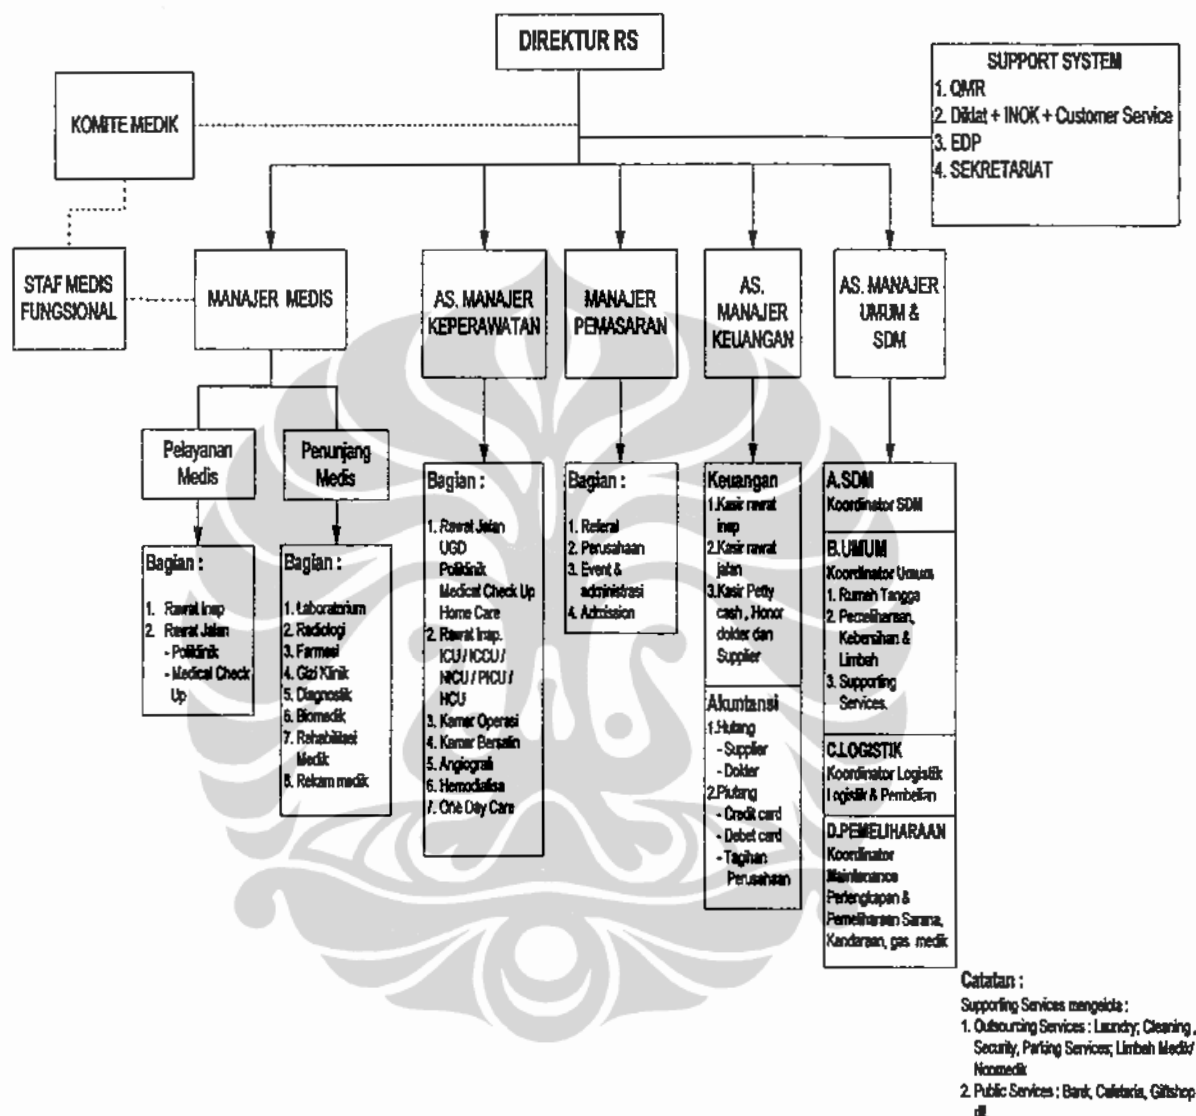 DIREKTUR RS
SUPPORT SYSTEM
1. QMR
2. Diklat + INOK + Customer Service
3. EDP
4. SEKRETARIAT
KOMITE MEDIK
STAF MEDIS
FUNGSIONAL
MANAJER MEDIS
AS. MANAJER
KEPERAWATAN
MANAJER
PEMASARAN
AS.
MANAJER
KEUANGAN
AS. MANAJER
UMUM &
SDM
Pelayanan
Medis
Penunjang
Medis
Bagian :
1. Rawat Inap
2. Rawat Jalan
- Poliklinik
- Medical Check
Up
Bagian :
1. Laboratorium
2. Radiologi
3. Farmasi
4. Gizi Klinik
5. Diagnostik
6. Biomedik
7. Rehabilitasi
Medik
8. Rekam medik
Bagian :
1. Rawat Jalan
UGD
Poliklinik
Medical Check Up
Home Care
2. Rawat Inap.
ICU / ICCU /
NICU / PICU /
HCU
3. Kamar Operasi
4. Kamar Bersalin
5. Angiografi
6. Hemodialisa
7. One Day Care
Bagian :
1. Referal
2. Perusahaan
3. Event &
administrasi
4. Admission
Keuangan
1.Kasir rawat
inap
2.Kasir rawat
jalan
3.Kasir Petty
cash , Honor
dokter dan
Supplier
Akuntansi
1.Hutang
- Supplier
- Dokter
2.Piutang
- Credit card
- Debet card
- Tagihan
Perusahaan
A.SDM
Koordinator SDM
B.UMUM
Koordinator Umum
1. Rumah Tangga
2. Pemeliharaan,
Kebersihan &
Limbah
3. Supporting
Services.
C.LOGISTIK
Koordinator Logistik
Logistik & Pembelian
D.PEMELIHARAAN
Koordinator
Maintenance
Perlengkapan &
Pemeliharaan Sarana,
Kendaraan, gas medik
Catatan :
Supporting Services mengelola :
1. Outsourcing Services : Laundry, Cleaning ,
Security, Parking Services; Limbah Medik/
Nonmedik
2. Public Services : Bank, Cafetaria, Giftshop
dll